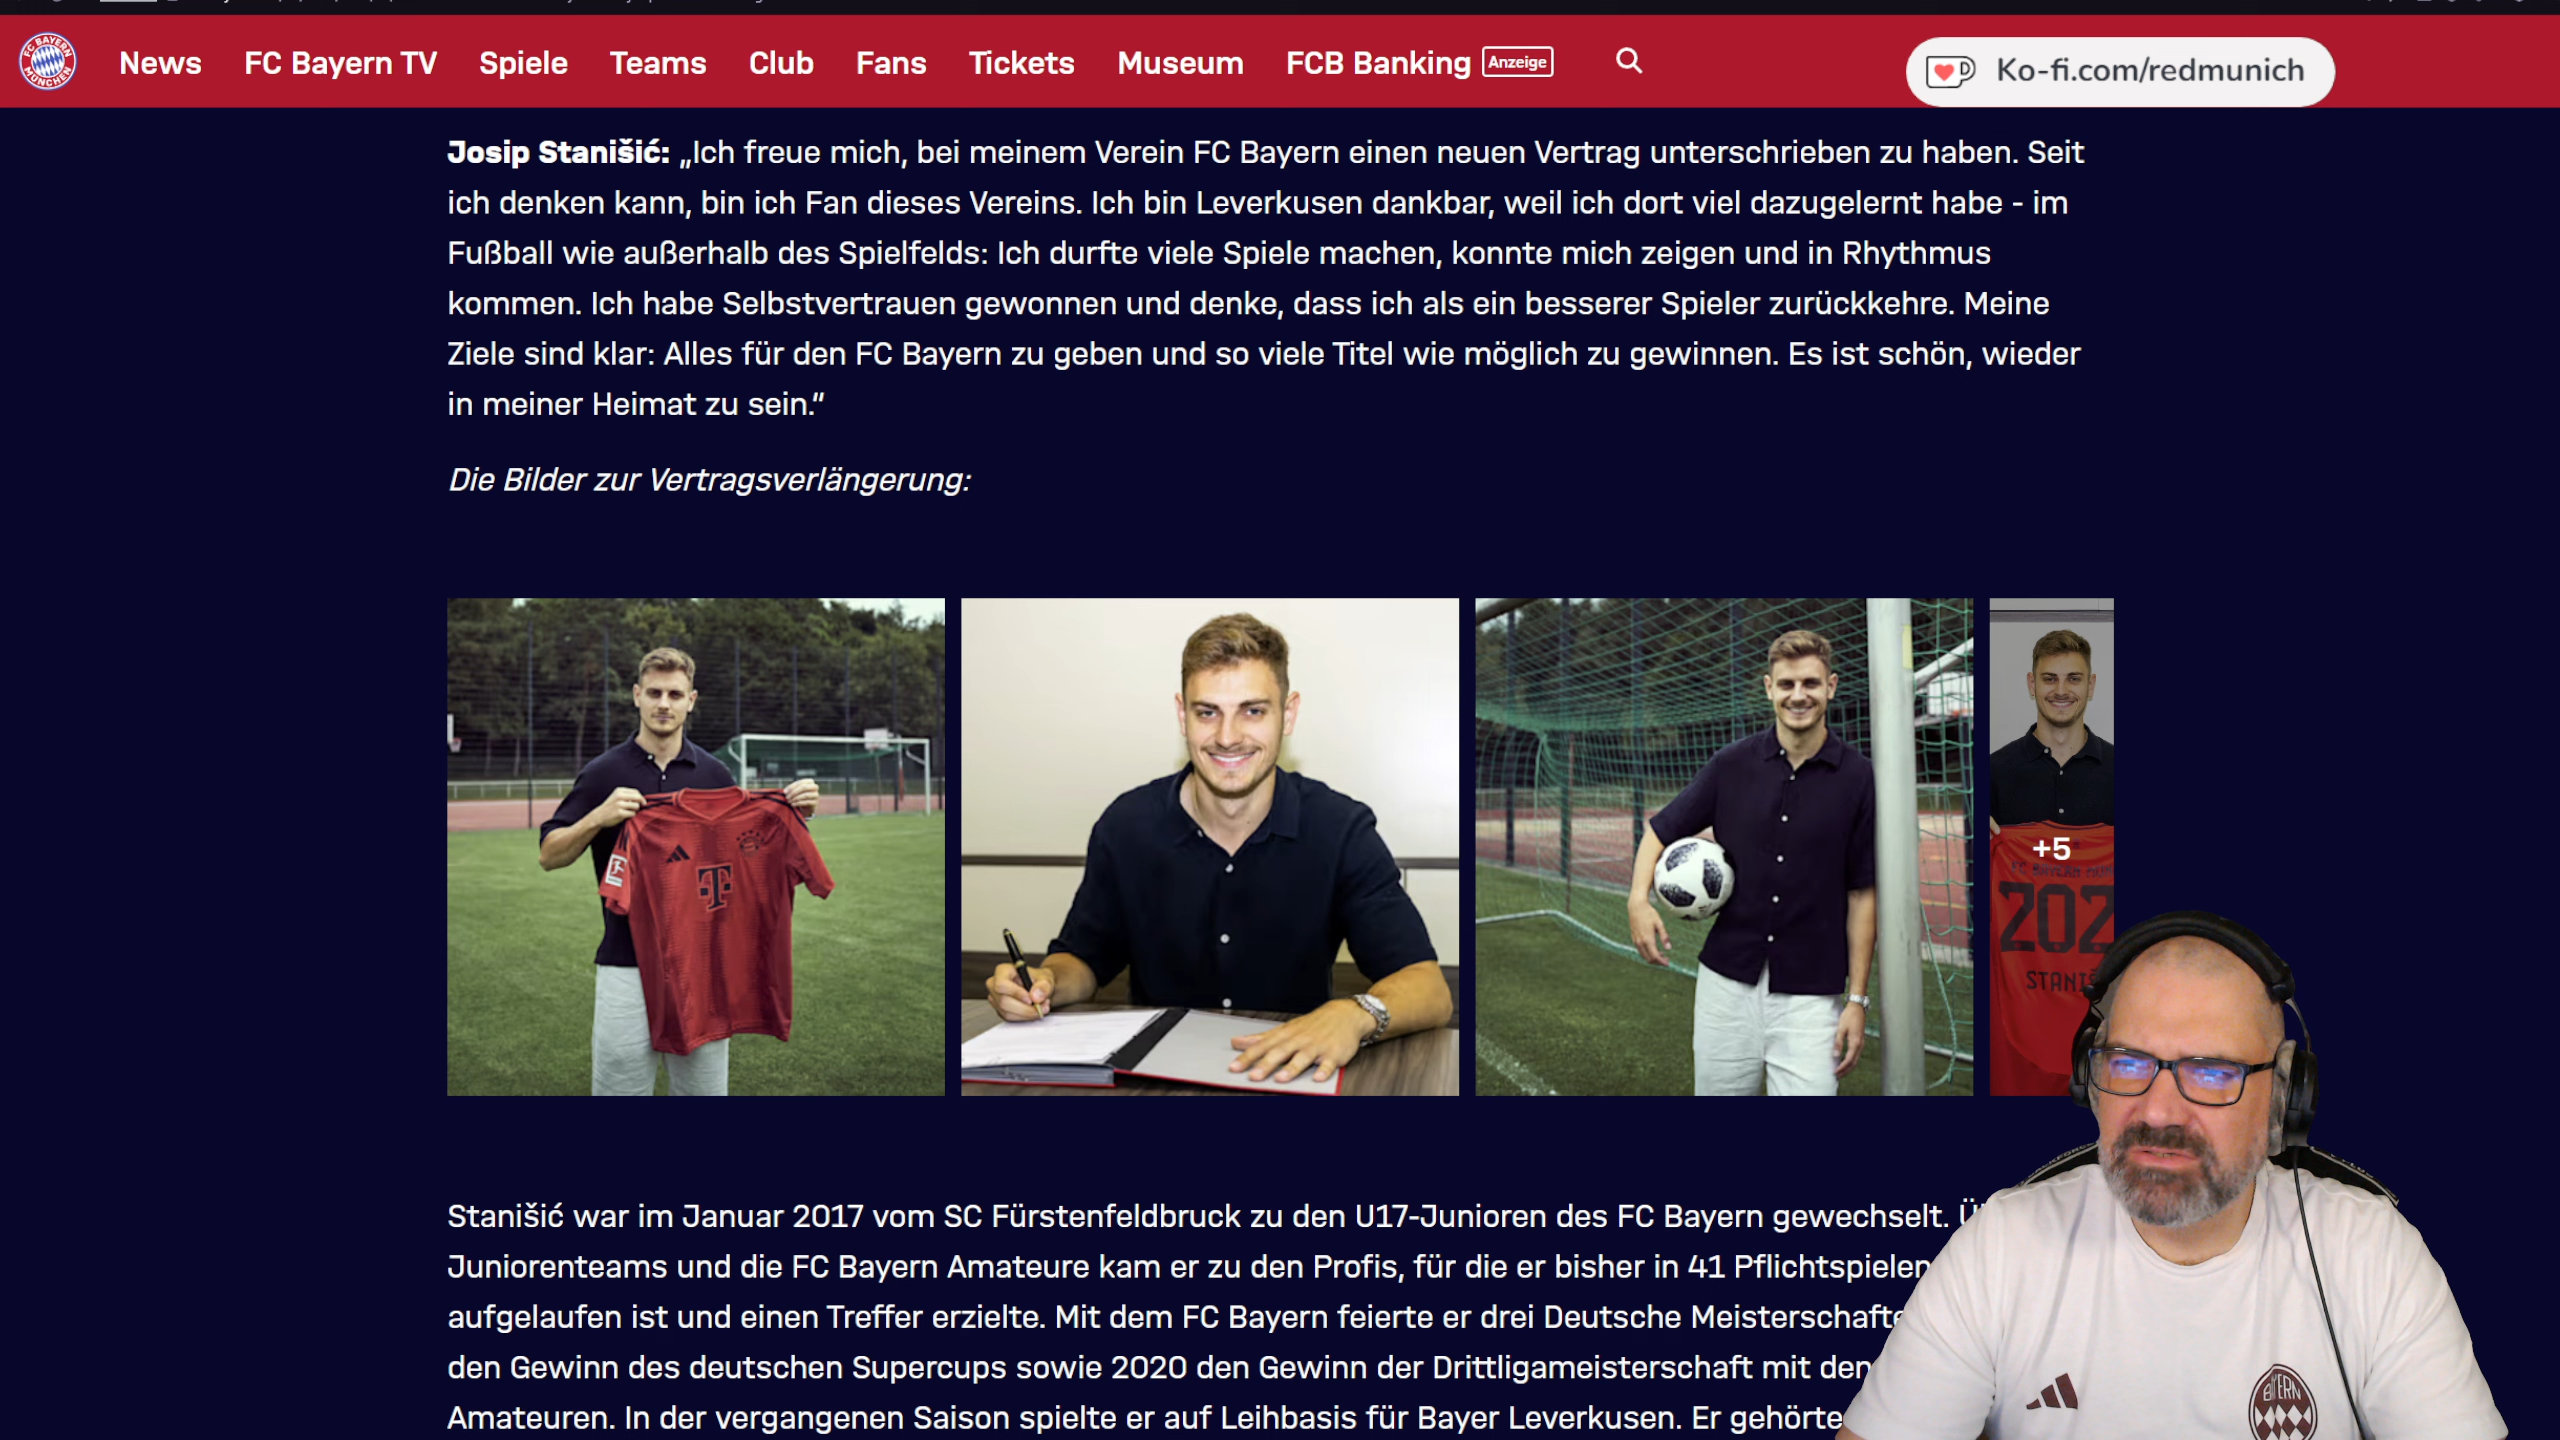 FC BAYERN MÜNCHEN
News FC Bayern TV Spiele Teams Club Fans Tickets Museum FCB Banking Anzeige
Ko-fi.com/redmunich
Josip Stanišić: „Ich freue mich, bei meinem Verein FC Bayern einen neuen Vertrag unterschrieben zu haben. Seit
ich denken kann, bin ich Fan dieses Vereins. Ich bin Leverkusen dankbar, weil ich dort viel dazugelernt habe - im
Fußball wie außerhalb des Spielfelds: Ich durfte viele Spiele machen, konnte mich zeigen und in Rhythmus
kommen. Ich habe Selbstvertrauen gewonnen und denke, dass ich als ein besserer Spieler zurückkehre. Meine
Ziele sind klar: Alles für den FC Bayern zu geben und so viele Titel wie möglich zu gewinnen. Es ist schön, wieder
in meiner Heimat zu sein.“
Die Bilder zur Vertragsverlängerung:
T
+5
202
STANIŠ
Stanišić war im Januar 2017 vom SC Fürstenfeldbruck zu den U17-Junioren des FC Bayern gewechselt.
Juniorenteams und die FC Bayern Amateure kam er zu den Profis, für die er bisher in 41 Pflichtspielen
aufgelaufen ist und einen Treffer erzielte. Mit dem FC Bayern feierte er drei Deutsche Meisterschafte
den Gewinn des deutschen Supercups sowie 2020 den Gewinn der Drittligameisterschaft mit den
Amateuren. In der vergangenen Saison spielte er auf Leihbasis für Bayer Leverkusen. Er gehörte